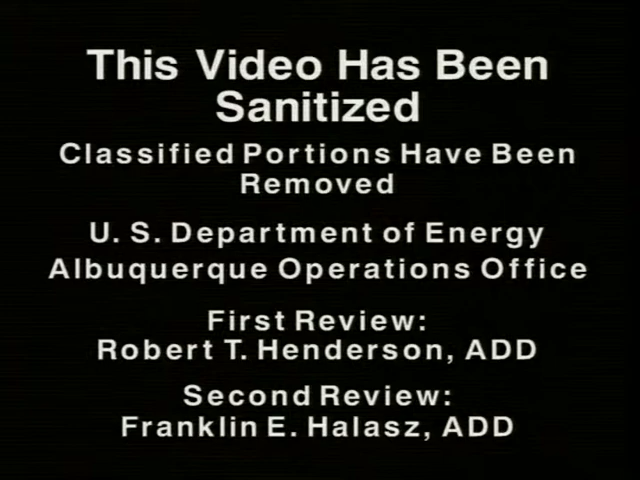 This Video Has Been
Sanitized
Classified Portions Have Been
Removed
U. S. Department of Energy
Albuquerque Operations Office
First Review:
Robert T. Henderson, ADD
Second Review:
Franklin E. Halasz, ADD